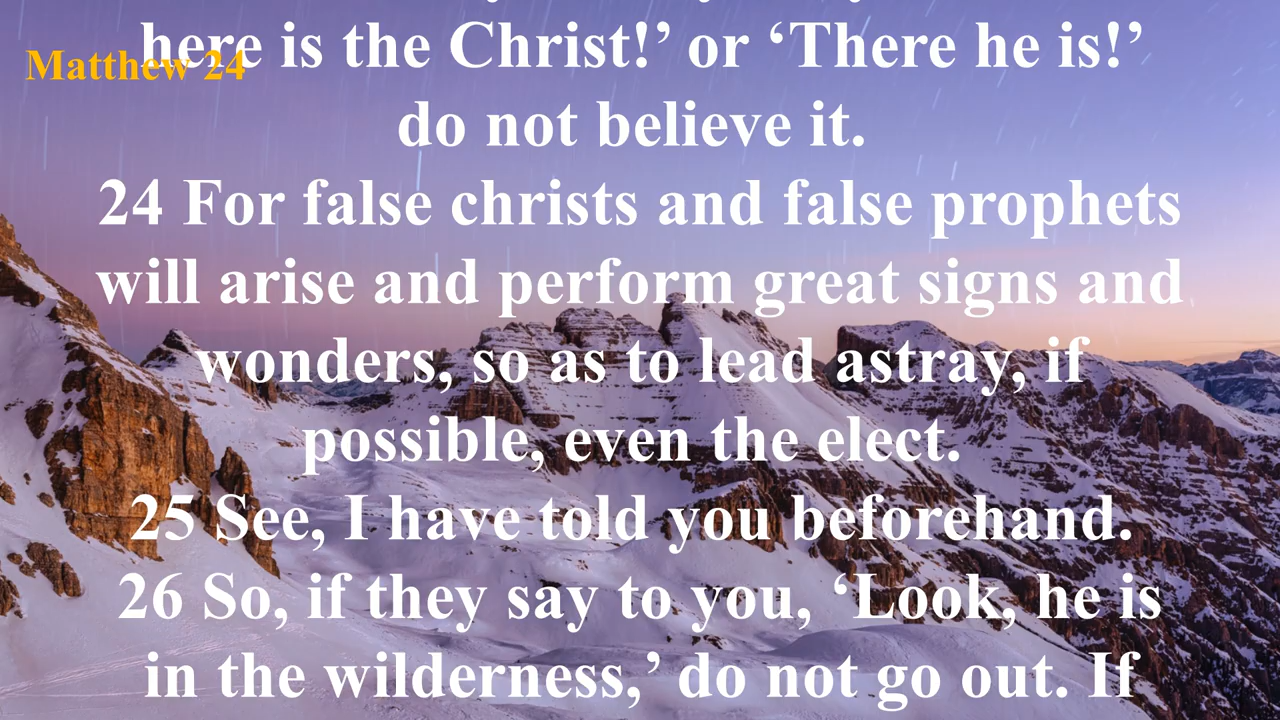 here is the Christ!’ or ‘There he is!’
Matthew 24
do not believe it.
24 For false christs and false prophets
will arise and perform great signs and
wonders, so as to lead astray, if
possible, even the elect.
25 See, I have told you beforehand.
26 So, if they say to you, ‘Look, he is
in the wilderness,’ do not go out. If